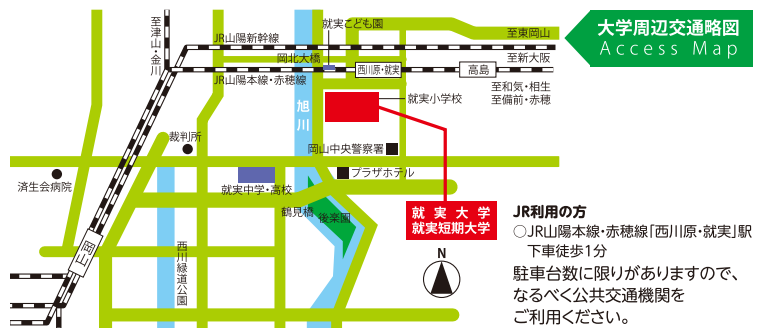 大学周辺交通略図
Access Map
至津山・金川
JR山陽新幹線
就実こども園
至東岡山
岡北大橋
至新大阪
西川原・就実
高島
JR山陽本線・赤穂線
至和気・相生
至備前・赤穂
旭川
就実小学校
裁判所
岡山中央警察署
プラザホテル
済生会病院
就実中学・高校
鶴見橋
後楽園
就実大学
就実短期大学
岡山
西川緑道公園
N
JR利用の方
○JR山陽本線・赤穂線「西川原・就実」駅
下車徒歩1分
駐車台数に限りがありますので、
なるべく公共交通機関を
ご利用ください。